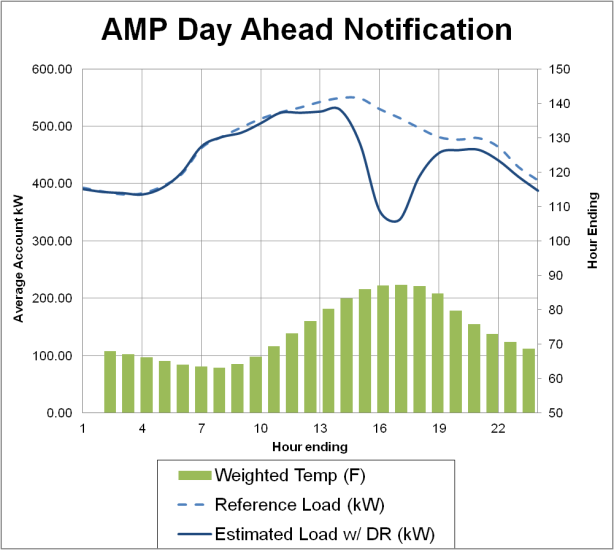 AMP Day Ahead Notification
600.00
500.00
400.00
300.00
200.00
100.00
0.00
Average Account kW
150
140
130
120
110
100
90
80
70
60
50
Hour Ending
1 4 7 10 13 16 19 22
Hour ending
Weighted Temp (F)
Reference Load (kW)
Estimated Load w/ DR (kW)